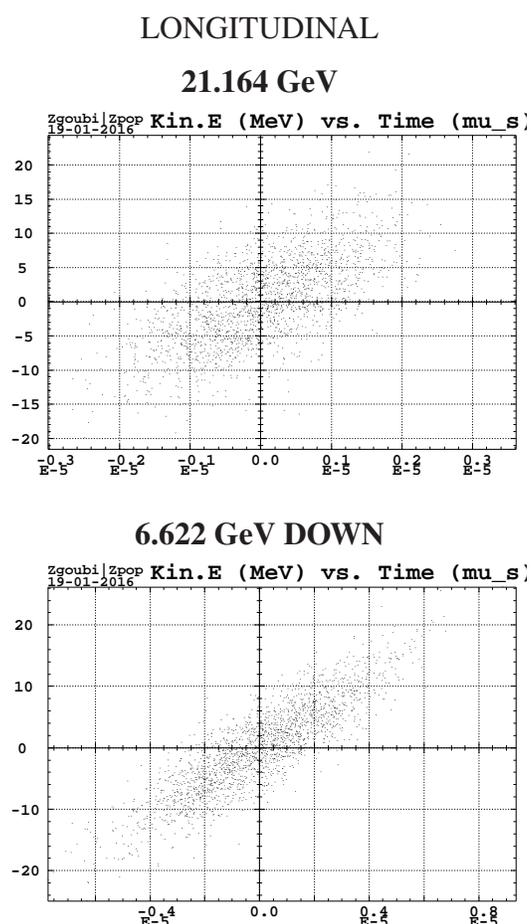 LONGITUDINAL
21.164 GeV
Zgoubi|Zpop
19-01-2016
Kin.E (MeV) vs. Time (mu_s)
20
15
10
5
0
-5
-10
-15
-20
-0.3 -0.2 -0.1 0.0 0.1 0.2 0.3
E-5 E-5 E-5 E-5 E-5 E-5
6.622 GeV DOWN
Zgoubi|Zpop
19-01-2016
Kin.E (MeV) vs. Time (mu_s)
20
10
0
-10
-20
-0.4 0.0 0.4 0.8
E-5 E-5 E-5